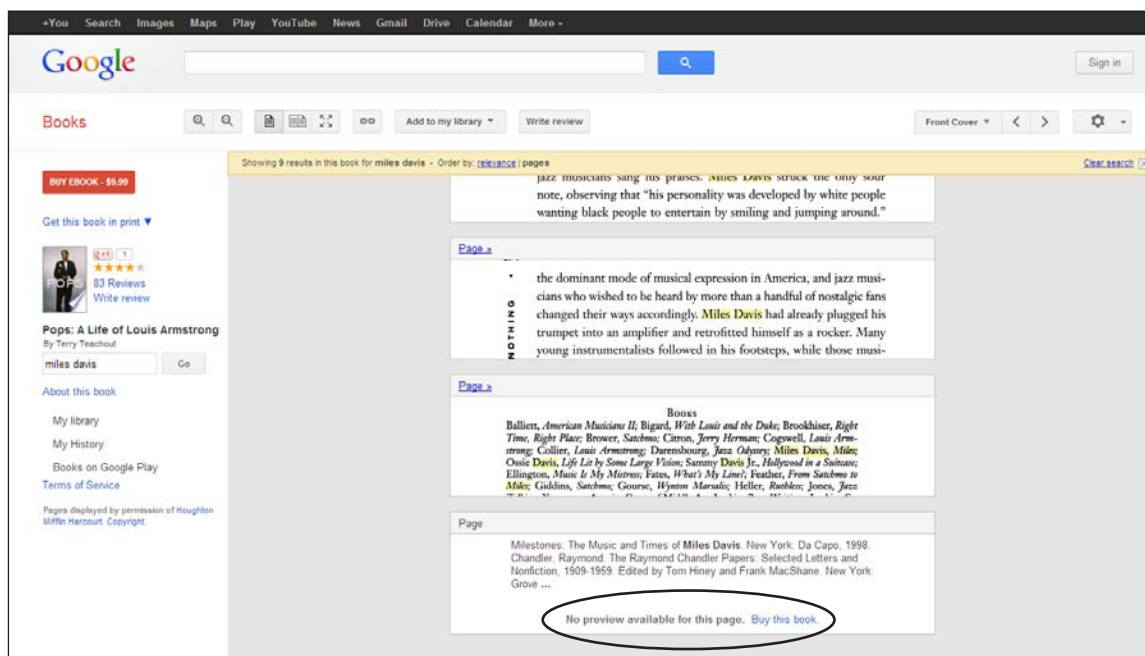 +You Search Images Maps Play YouTube News Gmail Drive Calendar More
Google
Sign in
Books
Add to my library
Write review
Front Cover
BUY EBOOK - $9.99
Get this book in print
POPS
+1 1
83 Reviews
Write review
Pops: A Life of Louis Armstrong
By Terry Teachout
miles davis
Go
About this book
My library
My History
Books on Google Play
Terms of Service
Pages displayed by permission of Houghton
Mifflin Harcourt. Copyright.
Showing 9 results in this book for miles davis - Order by: relevance | pages
Clear search
jazz musicians sang his praises. Miles Davis struck the only sour
note, observing that “his personality was developed by white people
wanting black people to entertain by smiling and jumping around.”
Page »
NOTHING
the dominant mode of musical expression in America, and jazz musi-
cians who wished to be heard by more than a handful of nostalgic fans
changed their ways accordingly. Miles Davis had already plugged his
trumpet into an amplifier and retrofitted himself as a rocker. Many
young instrumentalists followed in his footsteps, while those musi-
Page »
Books
Balliett, American Musicians II; Bigard, With Louis and the Duke; Brookhiser, Right
Time, Right Place; Brower, Satchmo; Citron, Jerry Herman; Cogswell, Louis Arm-
strong; Collier, Louis Armstrong; Darensbourg, Jazz Odyssey; Miles Davis, Miles;
Ossie Davis, Life Lit by Some Large Vision; Sammy Davis Jr., Hollywood in a Suitcase;
Ellington, Music Is My Mistress; Fates, What's My Line?; Feather, From Satchmo to
Miles; Giddins, Satchmo; Gourse, Wynton Marsalis; Heller, Ruthless; Jones, Jazz
Page
Milestones: The Music and Times of Miles Davis. New York: Da Capo, 1998.
Chandler, Raymond. The Raymond Chandler Papers: Selected Letters and
Nonfiction, 1909-1959. Edited by Tom Hiney and Frank MacShane. New York:
Grove ...
No preview available for this page. Buy this book.